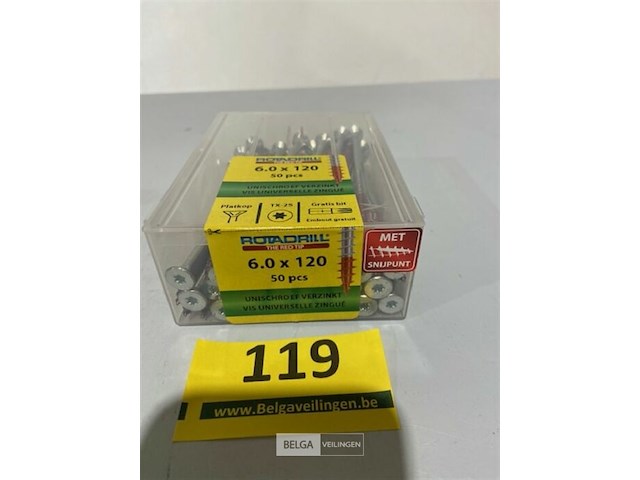 ROTADRILL
6.0 x 120
50 pcs
UNISCHROEF VERZINKT
VIS UNIVERSELLE ZINGUÉ
Platkop
TX-25
Gratis bit
Embout gratuit
ROTADRILL
THE RED TIP
6.0 x 120
50 pcs
UNISCHROEF VERZINKT
VIS UNIVERSELLE ZINGUÉ
MET
SNIJPUNT
119
www.Belgaveilingen.be
BELGA VEILINGEN